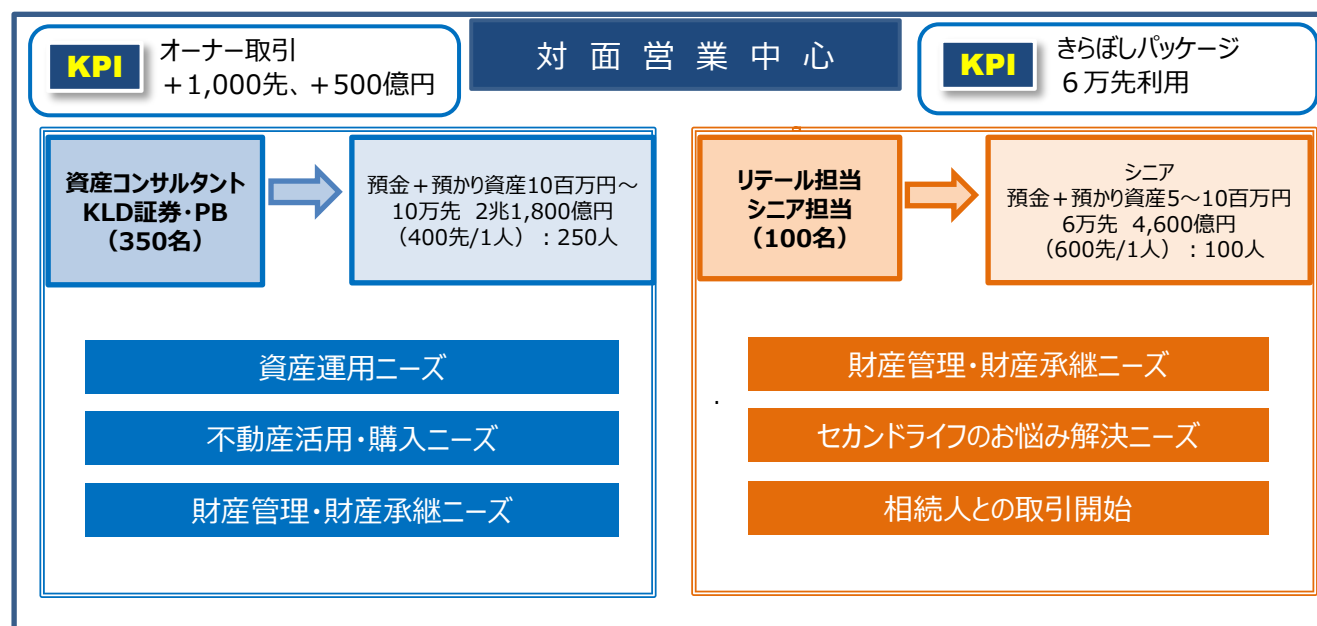 KPI
オーナー取引
+1,000先、+500億円
対面営業中心
KPI
きらぼしパッケージ
6万先利用
資産コンサルタント
KLD証券・PB
(350名)
預金+預かり資産10百万円~
10万先 2兆1,800億円
(400先/1人):250人
リテール担当
シニア担当
(100名)
シニア
預金+預かり資産5~10百万円
6万先 4,600億円
(600先/1人):100人
資産運用ニーズ
不動産活用・購入ニーズ
財産管理・財産承継ニーズ
財産管理・財産承継ニーズ
セカンドライフのお悩み解決ニーズ
相続人との取引開始